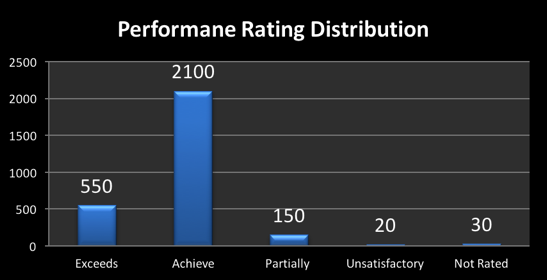 Performane Rating Distribution
2500
2000
1500
1000
500
0
550
2100
150
20
30
Exceeds
Achieve
Partially
Unsatisfactory
Not Rated